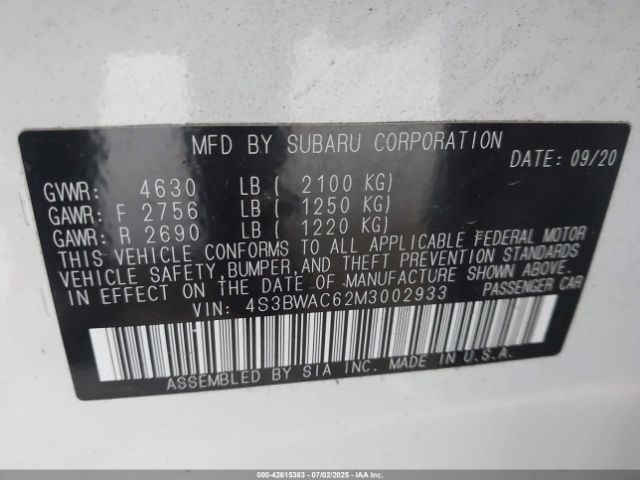 MFD BY SUBARU CORPORATION
DATE: 09/20
GVWR: 4630 LB ( 2100 KG)
GAWR: F 2756 LB ( 1250 KG)
GAWR: R 2690 LB ( 1220 KG)
THIS VEHICLE CONFORMS TO ALL APPLICABLE FEDERAL MOTOR
VEHICLE SAFETY, BUMPER, AND THEFT PREVENTION STANDARDS
IN EFFECT ON THE DATE OF MANUFACTURE SHOWN ABOVE.
VIN: 4S3BWAC62M3002933 PASSENGER CAR
ASSEMBLED BY SIA INC. MADE IN U.S.A.
000-42615383 | 07/02/2025 | IAA, Inc.